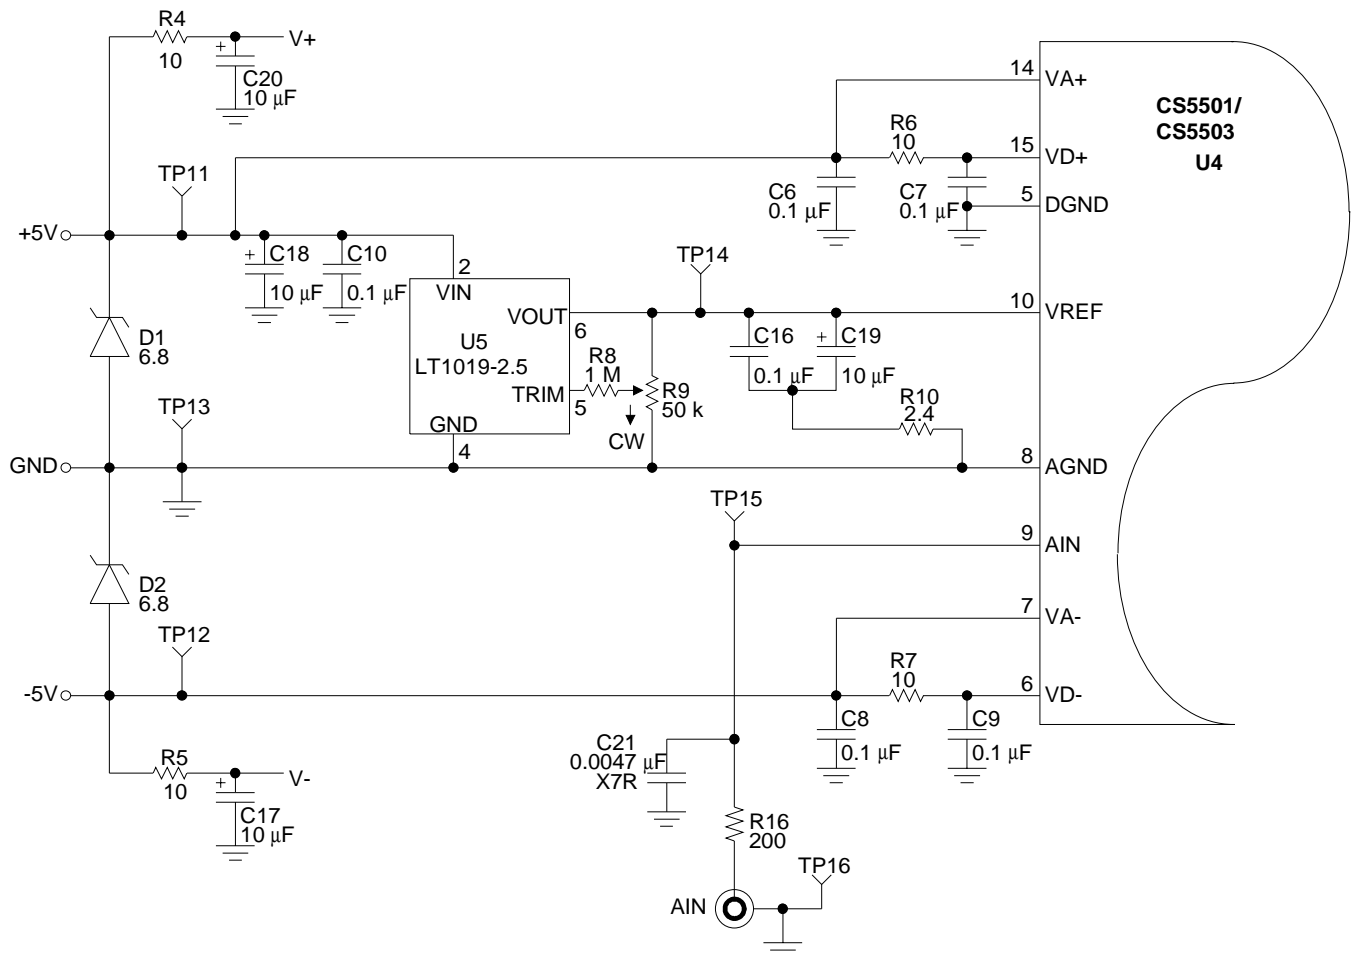 R4
10
+
V+
C20
10 µF
14
VA+
CS5501/
CS5503
U4
R6
10
15
VD+
C6
0.1 µF
C7
0.1 µF
5
DGND
TP11
+5V
+
C18
10 µF
C10
0.1 µF
2
VIN
VOUT
6
U5
LT1019-2.5
TRIM
5
GND
4
R8
1 M
R9
50 k
CW
TP14
10
VREF
C16
0.1 µF
+
C19
10 µF
R10
2.4
D1
6.8
TP13
GND
8
AGND
TP15
9
AIN
D2
6.8
7
VA-
TP12
-5V
R7
10
6
VD-
C8
0.1 µF
C9
0.1 µF
R5
10
+
V-
C17
10 µF
C21
0.0047 µF
X7R
R16
200
TP16
AIN